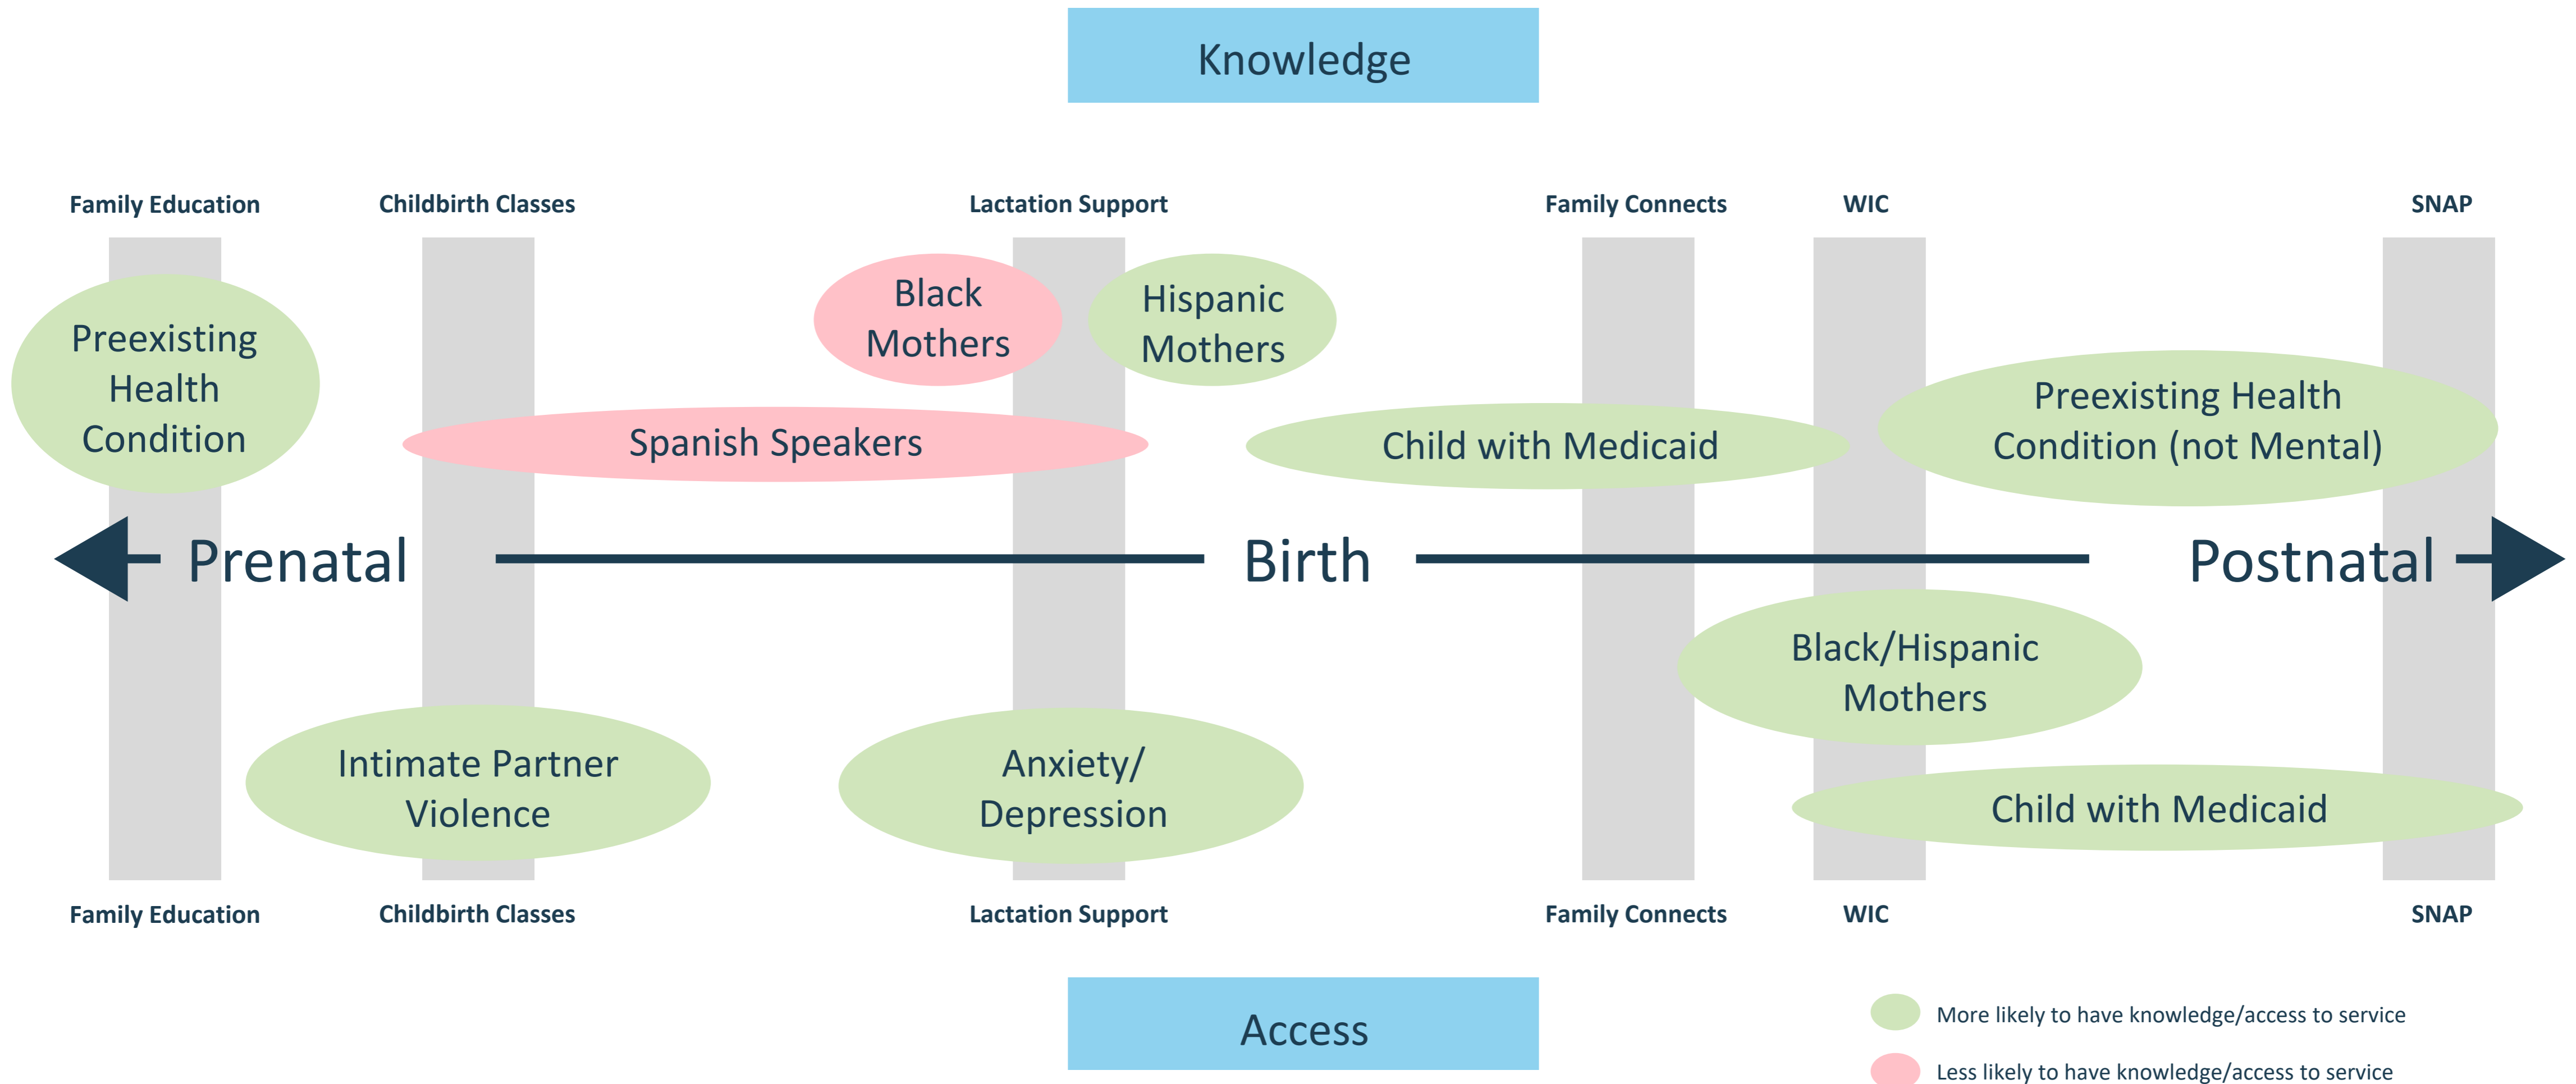 Knowledge
Family Education
Childbirth Classes
Lactation Support
Family Connects
WIC
SNAP
Preexisting
Health
Condition
Black
Mothers
Hispanic
Mothers
Spanish Speakers
Child with Medicaid
Preexisting Health
Condition (not Mental)
Prenatal
Birth
Postnatal
Intimate Partner
Violence
Anxiety/
Depression
Black/Hispanic
Mothers
Child with Medicaid
Family Education
Childbirth Classes
Lactation Support
Family Connects
WIC
SNAP
Access
More likely to have knowledge/access to service
Less likely to have knowledge/access to service